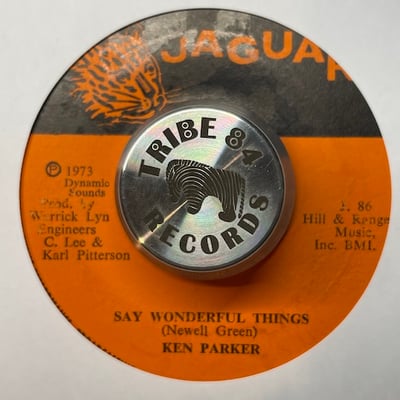 JAGUAR
TRIBE 84
RECORDS
℗ 1973
Dynamic
Sounds
Prod. by
Warrick Lyn
Engineers
C. Lee &
Karl Pitterson
86
Hill & Range
Music,
Inc. BMI.
SAY WONDERFUL THINGS
(Newell Green)
KEN PARKER